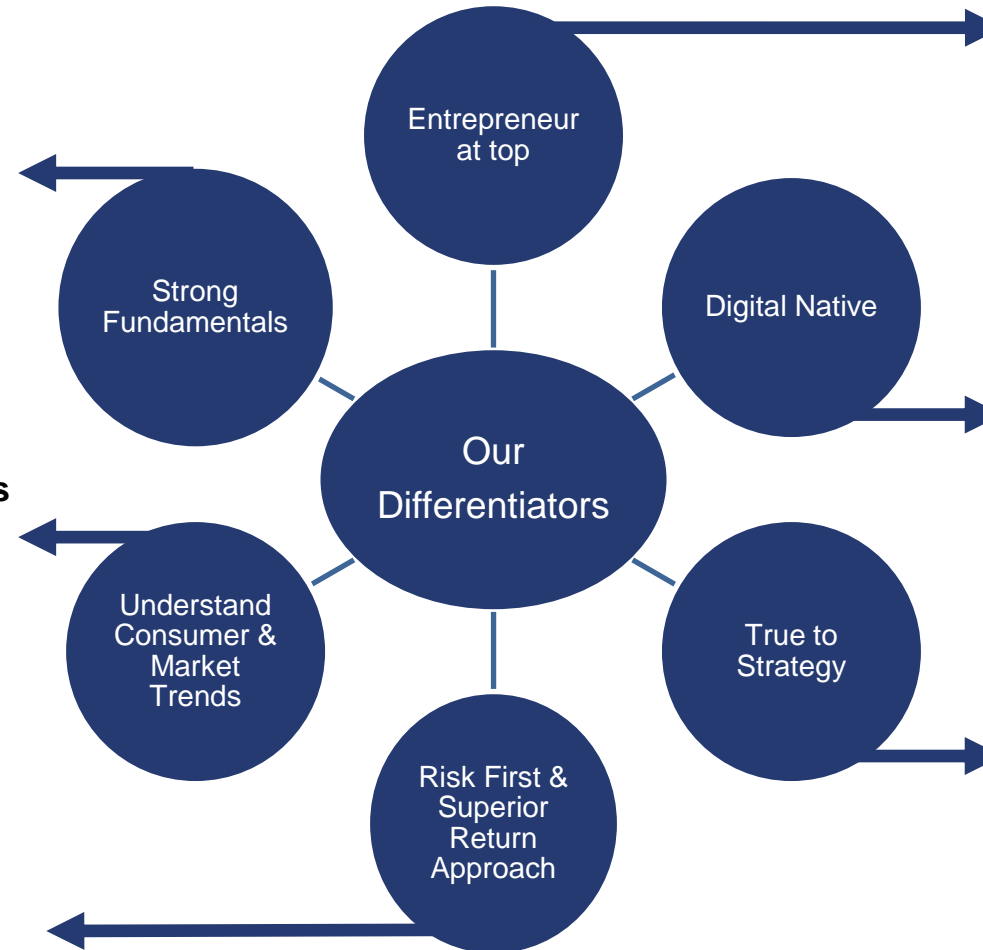 Entrepreneur
at top
Strong
Fundamentals
Digital Native
Our
Differentiators
Understand
Consumer &
Market
Trends
True to
Strategy
Risk First &
Superior
Return
Approach